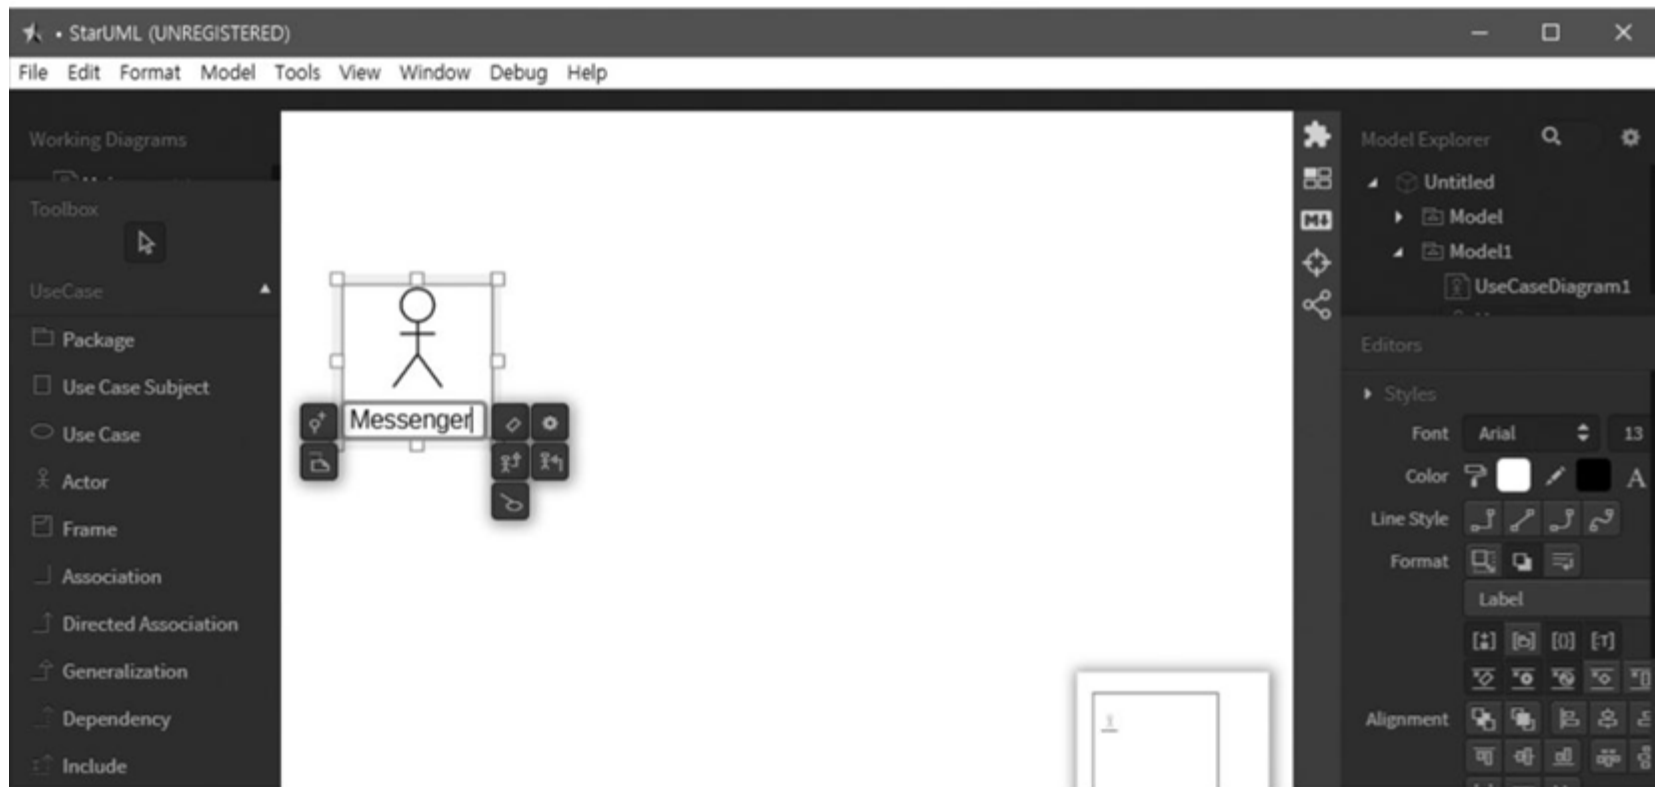 • StarUML (UNREGISTERED)
File Edit Format Model Tools View Window Debug Help
Working Diagrams
Toolbox
UseCase
Package
Use Case Subject
Use Case
Actor
Frame
Association
Directed Association
Generalization
Dependency
Include
Messenger
M
Model Explorer
Untitled
Model
Model1
UseCaseDiagram1
Editors
Styles
Font Arial 13
Color A
Line Style
Format
Label
Alignment